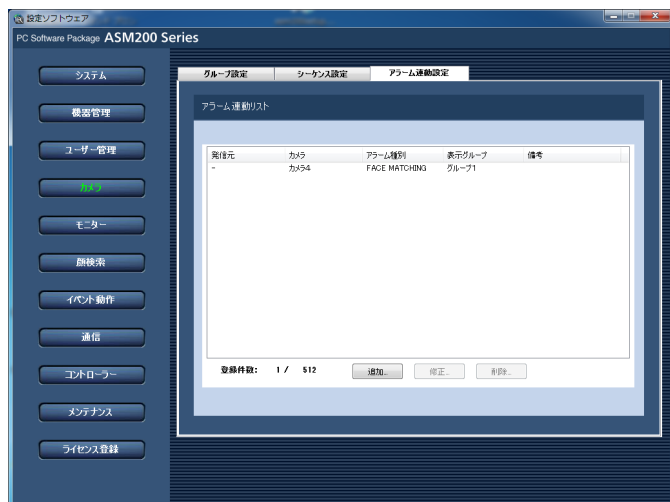 設定ソフトウェア
PC Software Package ASM200 Series
システム
機器管理
ユーザー管理
カメラ
モニター
顔検索
イベント動作
通信
コントローラー
メンテナンス
ライセンス登録
グループ設定 シーケンス設定 アラーム連動設定
アラーム連動リスト
発信元 カメラ アラーム種別 表示グループ 備考
- カメラ4 FACE MATCHING グループ1
登録件数: 1 / 512 追加... 修正... 削除...